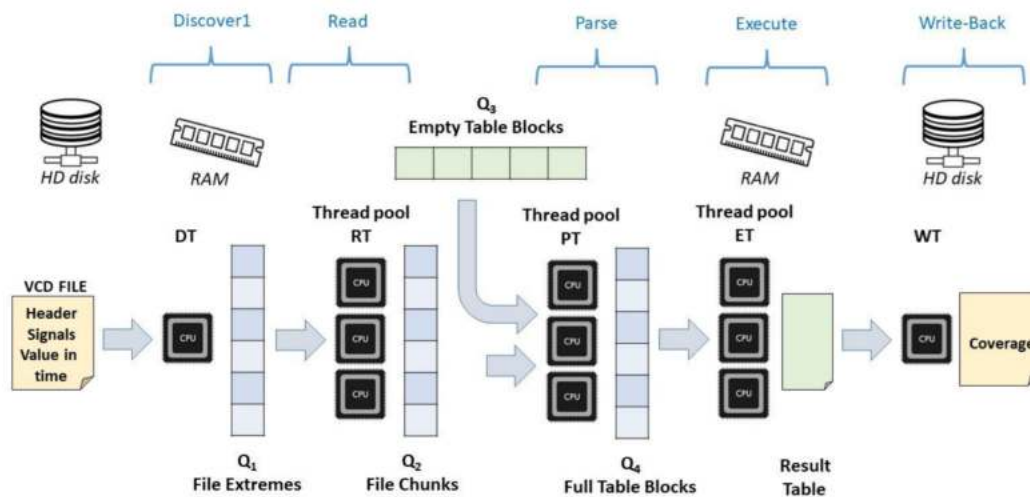 Discover1
Read
Parse
Execute
Write-Back
Q3
Empty Table Blocks
HD disk
RAM
RAM
HD disk
DT
Thread pool
RT
Thread pool
PT
Thread pool
ET
WT
VCD FILE
Header
Signals
Value in
time
CPU
CPU
CPU
CPU
CPU
CPU
CPU
CPU
CPU
CPU
CPU
Coverage
Q1
File Extremes
Q2
File Chunks
Q4
Full Table Blocks
Result
Table